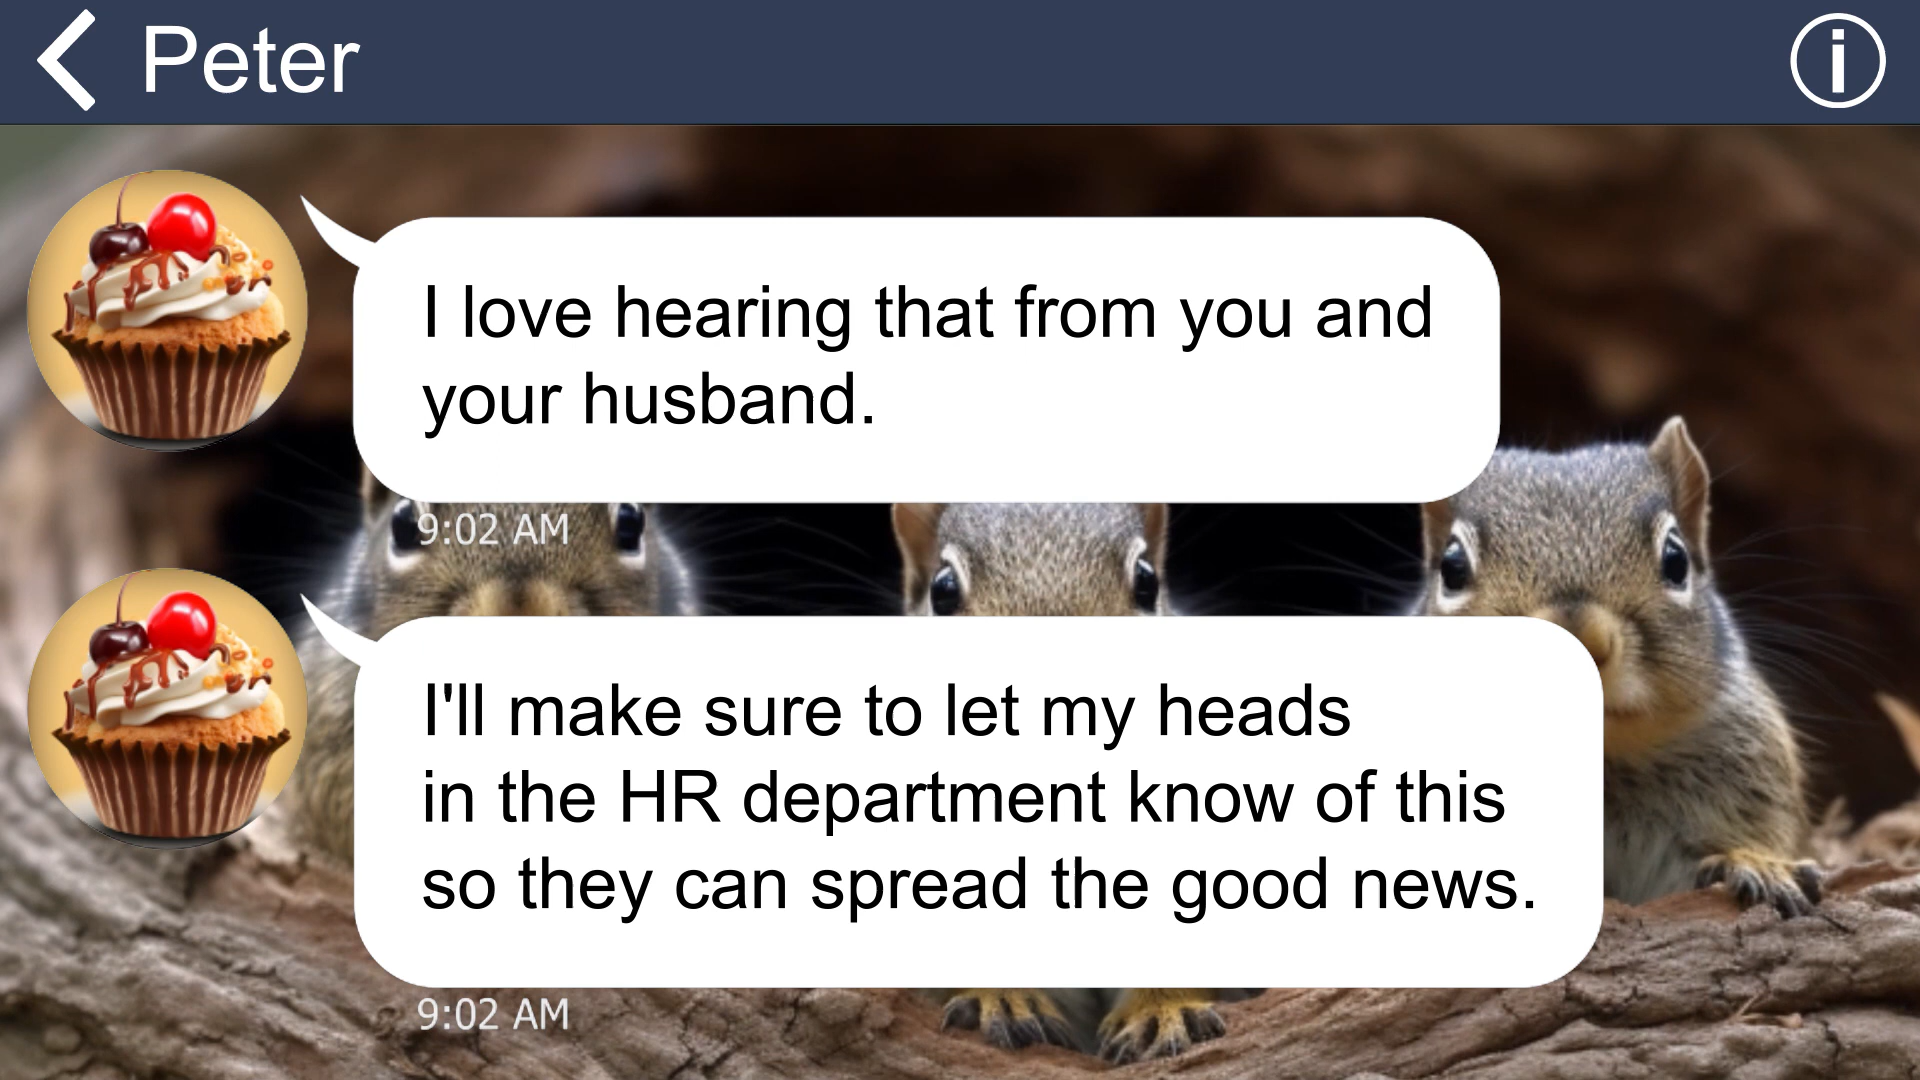 Peter
I love hearing that from you and
your husband.
9:02 AM
I'll make sure to let my heads
in the HR department know of this
so they can spread the good news.
9:02 AM